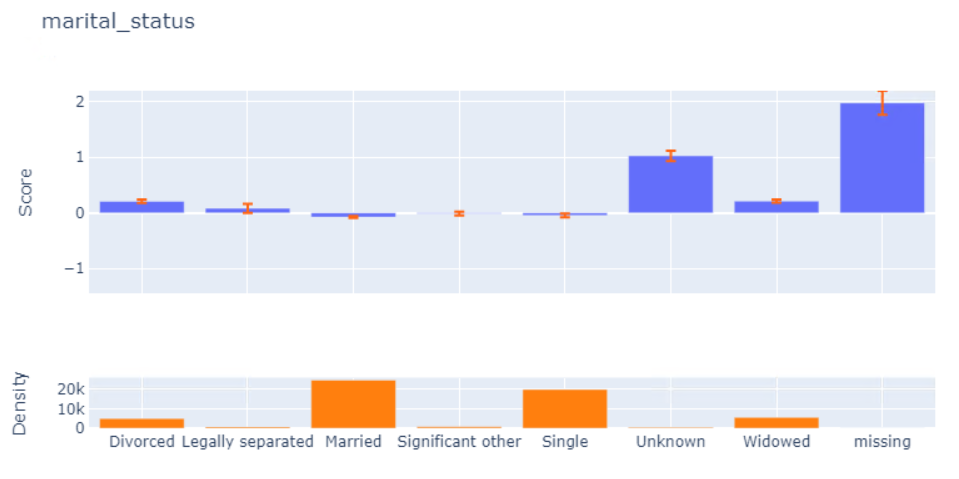 marital_status
Score
2
1
0
−1
Density
20k
10k
0
Divorced Legally separated Married Significant other Single Unknown Widowed missing